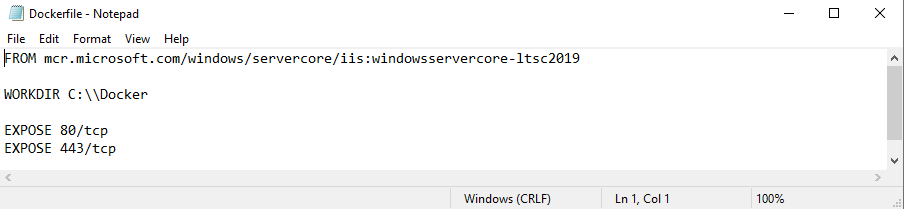 Dockerfile - Notepad
File Edit Format View Help
FROM mcr.microsoft.com/windows/servercore/iis:windowsservercore-ltsc2019
WORKDIR C:\\Docker
EXPOSE 80/tcp
EXPOSE 443/tcp
Windows (CRLF) Ln 1, Col 1 100%